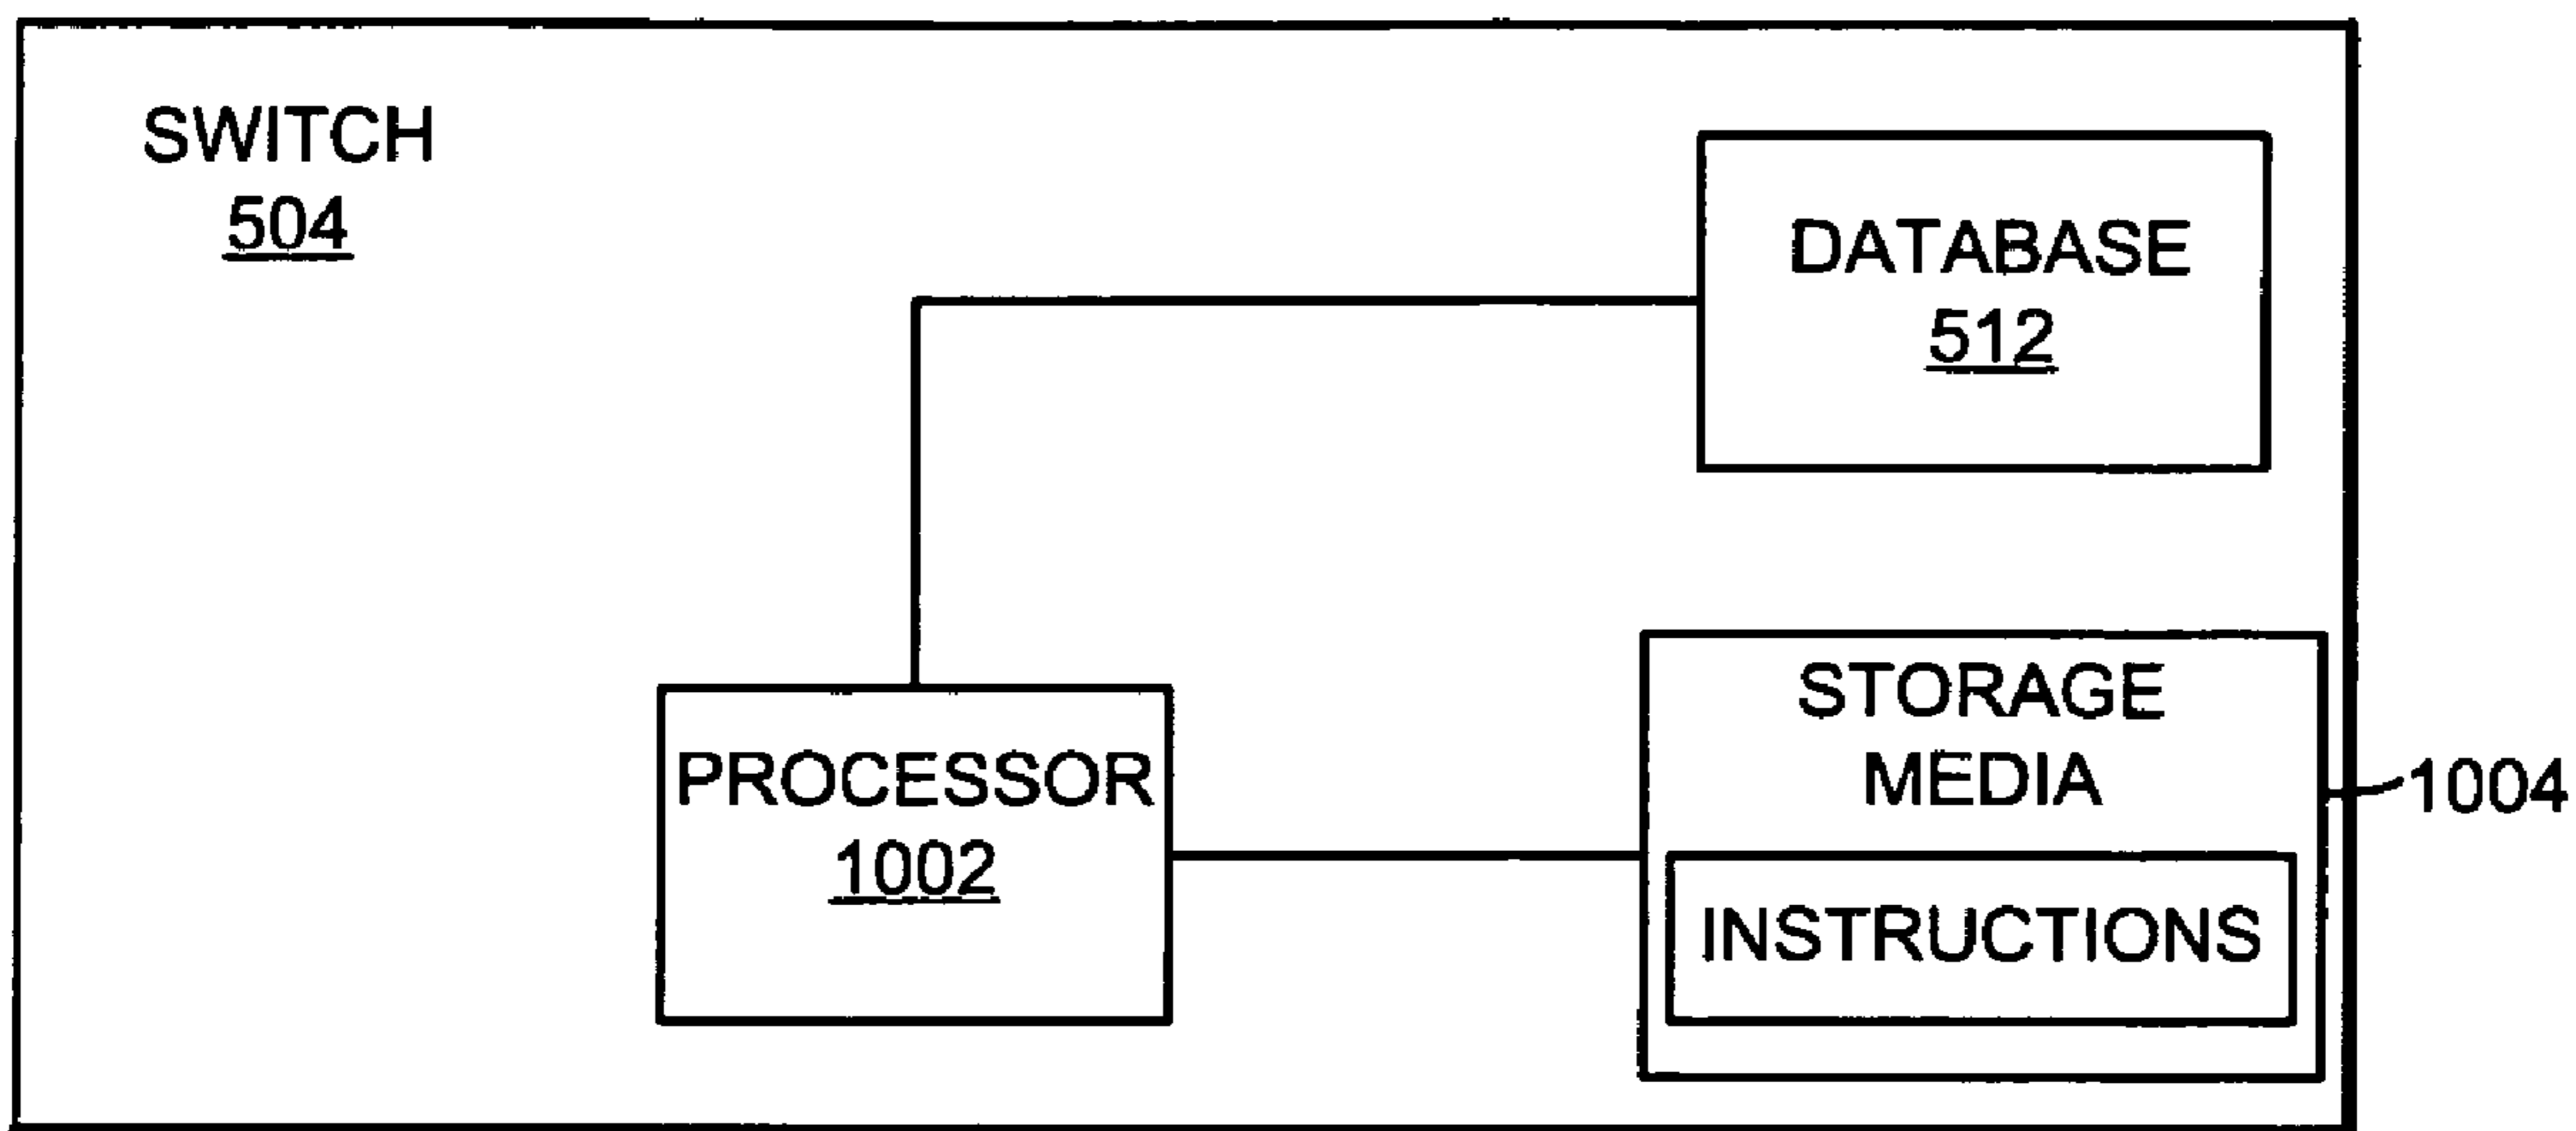 SWITCH
504
DATABASE
512
PROCESSOR
1002
STORAGE
MEDIA
1004
INSTRUCTIONS